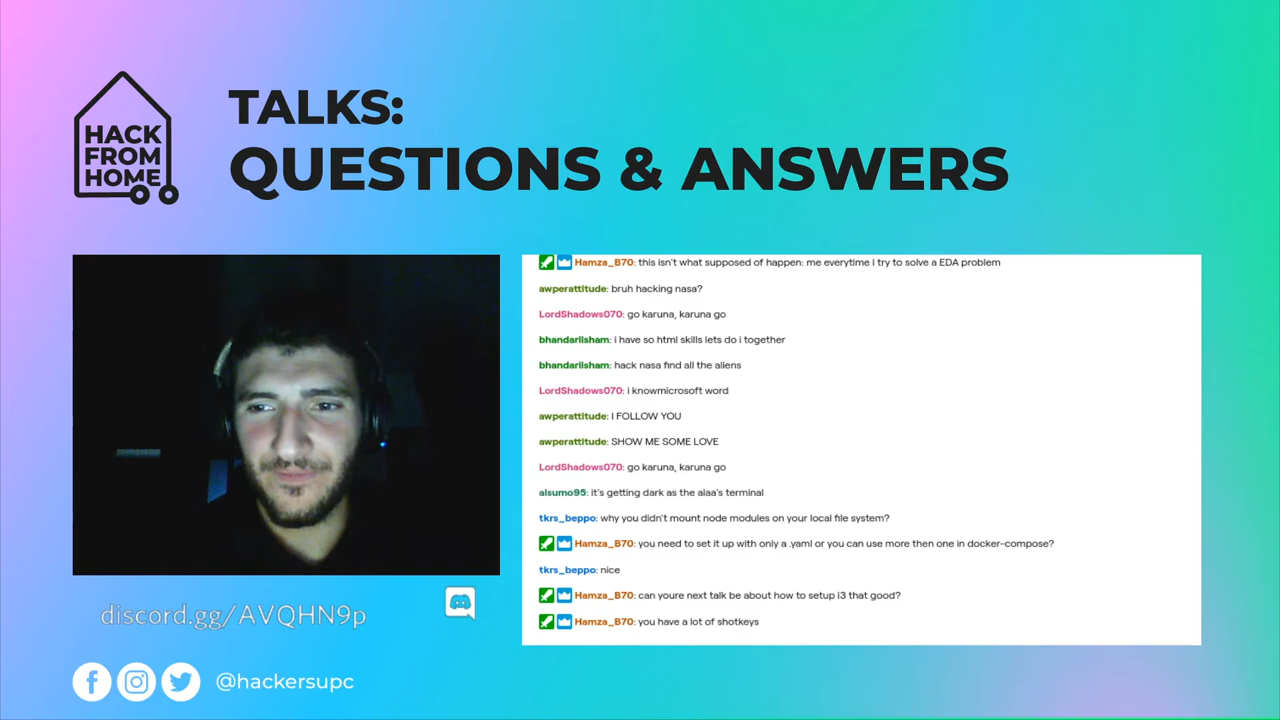 HACK
FROM
HOME
TALKS:
QUESTIONS & ANSWERS
Hamza_B70: this isn't what supposed of happen: me everytime I try to solve a EDA problem
awperattitude: bruh hacking nasa?
LordShadows070: go karuna, karuna go
bhandariisham: i have so html skills lets do i together
bhandariisham: hack nasa find all the aliens
LordShadows070: i knowmicrosoft word
awperattitude: I FOLLOW YOU
awperattitude: SHOW ME SOME LOVE
LordShadows070: go karuna, karuna go
alsumo95: it's getting dark as the alaa's terminal
tkrs_beppo: why you didn't mount node modules on your local file system?
Hamza_B70: you need to set it up with only a .yaml or you can use more then one in docker-compose?
tkrs_beppo: nice
Hamza_B70: can youre next talk be about how to setup i3 that good?
Hamza_B70: you have a lot of shotkeys
discord.gg/AVQHN9p
@hackersupc